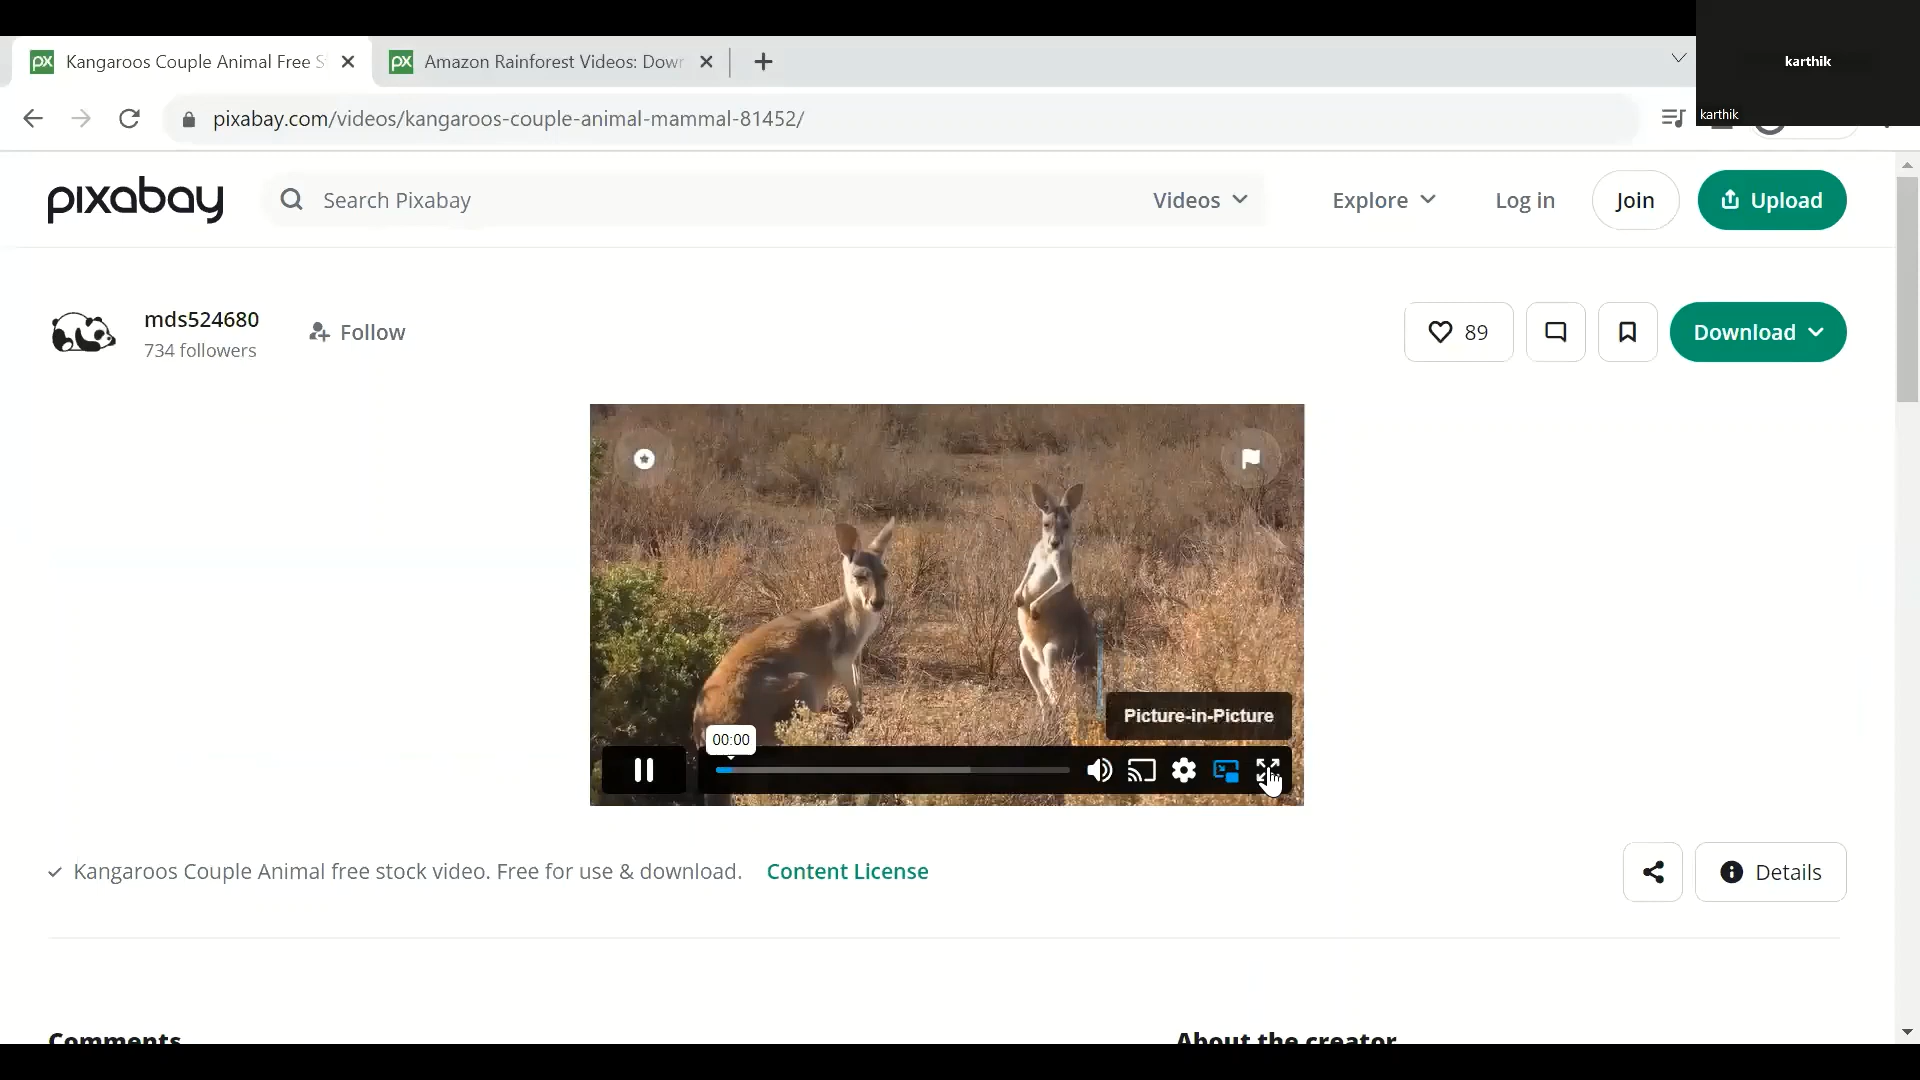 karthik
karthik
px Kangaroos Couple Animal Free S
px Amazon Rainforest Videos: Dow
pixabay.com/videos/kangaroos-couple-animal-mammal-81452/
pixabay
Search Pixabay
Videos
Explore
Log in
Join
Upload
mds524680
734 followers
Follow
89
Download
Picture-in-Picture
00:00
Kangaroos Couple Animal free stock video. Free for use & download. Content License
Details
Comments
About the creator